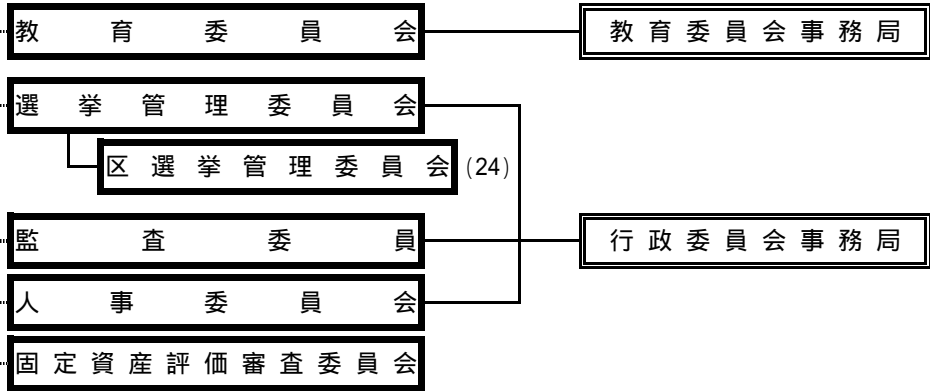 教育委員会
教育委員会事務局
選挙管理委員会
区選挙管理委員会 (24)
監査委員
行政委員会事務局
人事委員会
固定資産評価審査委員会